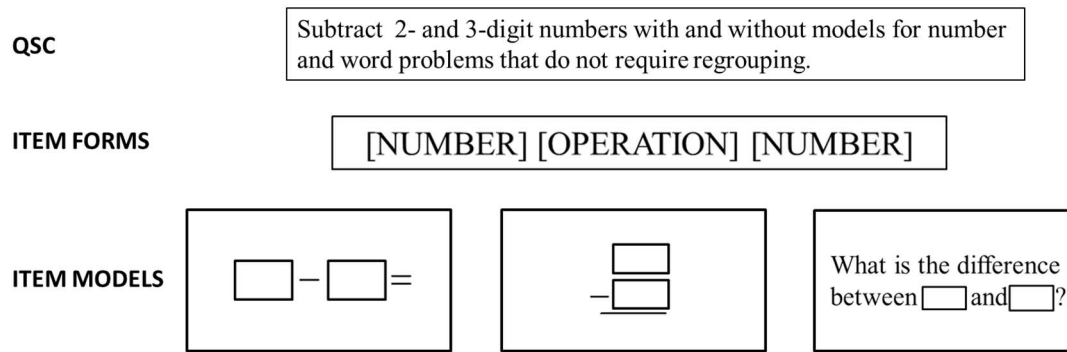 QSC
Subtract 2- and 3-digit numbers with and without models for number
and word problems that do not require regrouping.
ITEM FORMS
[NUMBER] [OPERATION] [NUMBER]
ITEM MODELS
− =
−
What is the difference
between and ?